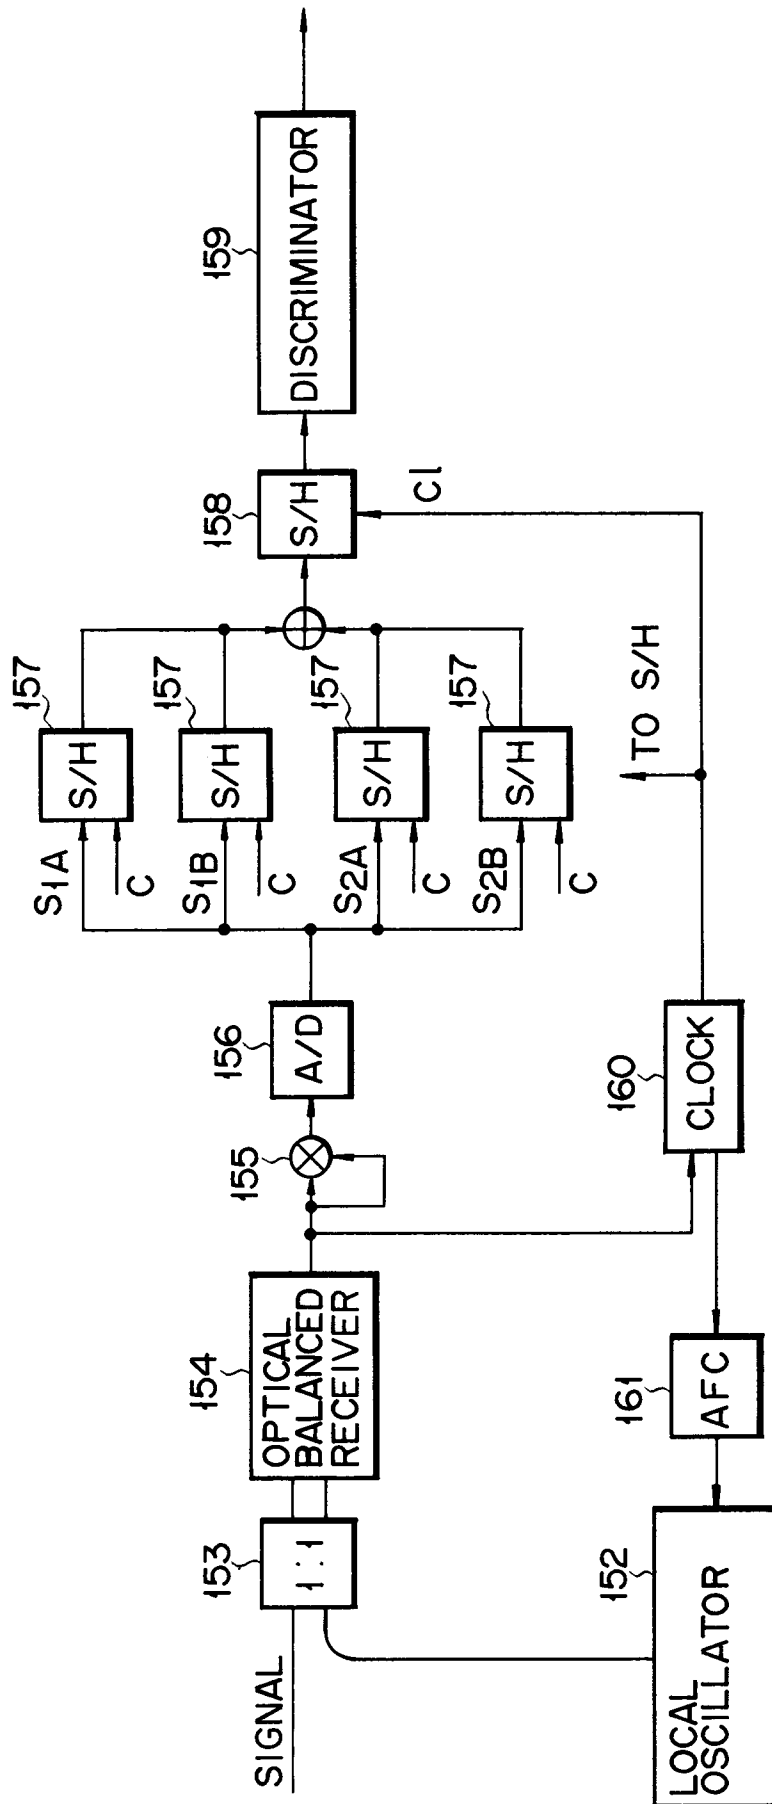 SIGNAL
153
1:1
154
OPTICAL
BALANCED
RECEIVER
155
156
A/D
S1A
C
157
S/H
S1B
C
157
S/H
S2A
C
157
S/H
S2B
C
157
S/H
158
S/H
Cl
159
DISCRIMINATOR
152
LOCAL
OSCILLATOR
161
AFC
160
CLOCK
TO S/H